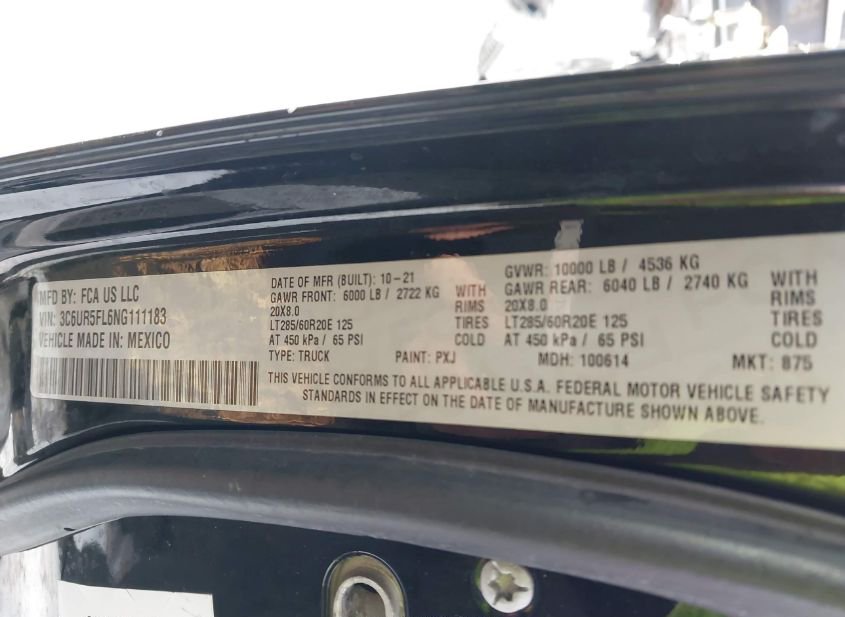 MFD BY: FCA US LLC
VIN: 3C6UR5FL6NG111183
VEHICLE MADE IN: MEXICO
DATE OF MFR (BUILT): 10-21
GAWR FRONT: 6000 LB / 2722 KG WITH
20X8.0 RIMS
LT285/60R20E 125 TIRES
AT 450 kPa / 65 PSI COLD
TYPE: TRUCK PAINT: PXJ
GVWR: 10000 LB / 4536 KG
GAWR REAR: 6040 LB / 2740 KG WITH
20X8.0 RIMS
LT285/60R20E 125 TIRES
AT 450 kPa / 65 PSI COLD
MDH: 100614 MKT: B75
THIS VEHICLE CONFORMS TO ALL APPLICABLE U.S.A. FEDERAL MOTOR VEHICLE SAFETY
STANDARDS IN EFFECT ON THE DATE OF MANUFACTURE SHOWN ABOVE.